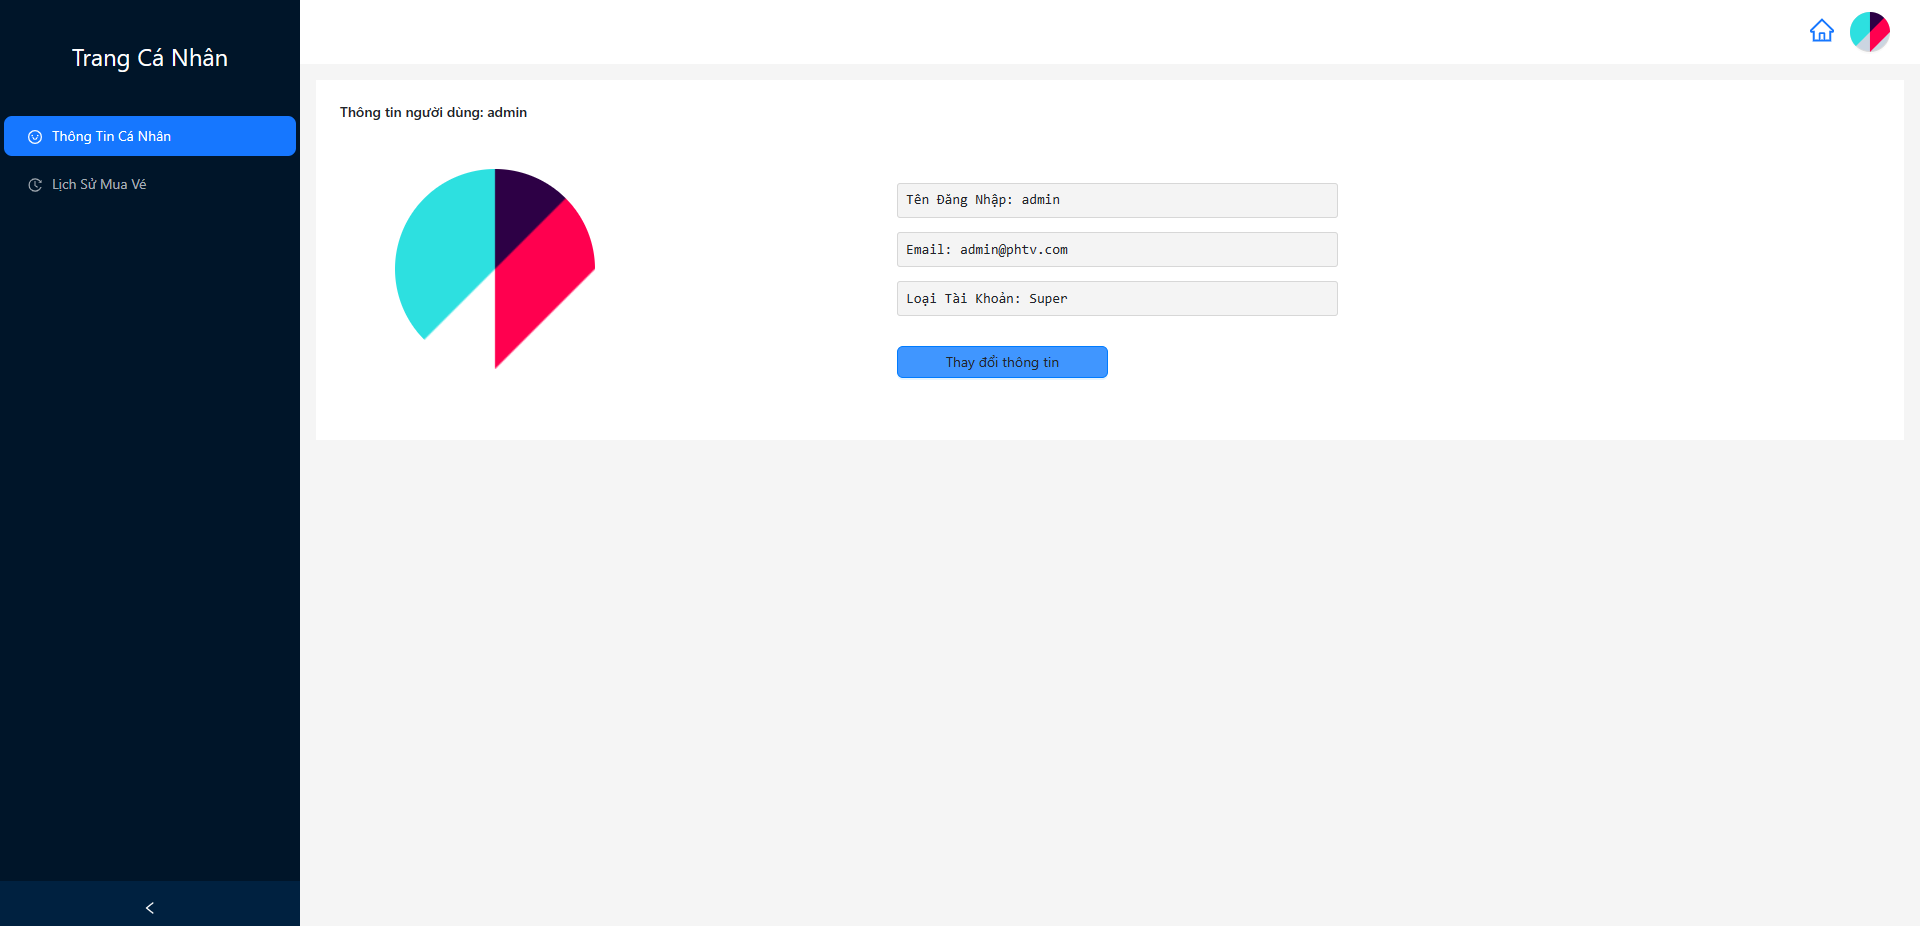 Trang Cá Nhân
Thông Tin Cá Nhân
Lịch Sử Mua Vé
Thông tin người dùng: admin
Tên Đăng Nhập: admin
Email: admin@phtv.com
Loại Tài Khoản: Super
Thay đổi thông tin